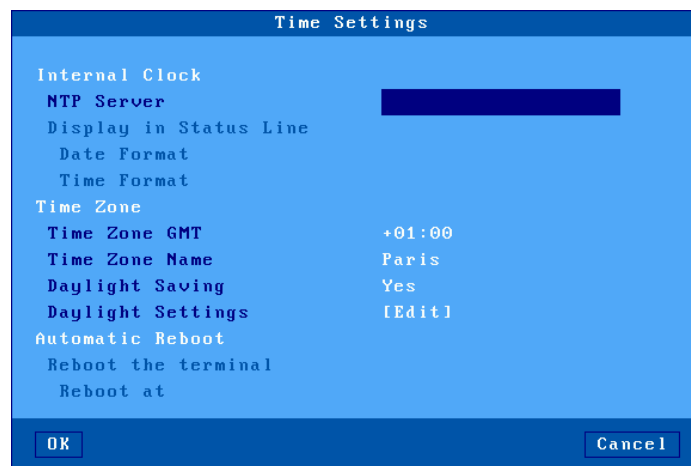 Time Settings
Internal Clock
NTP Server
Display in Status Line
Date Format
Time Format
Time Zone
Time Zone GMT +01:00
Time Zone Name Paris
Daylight Saving Yes
Daylight Settings [Edit]
Automatic Reboot
Reboot the terminal
Reboot at
OK Cancel